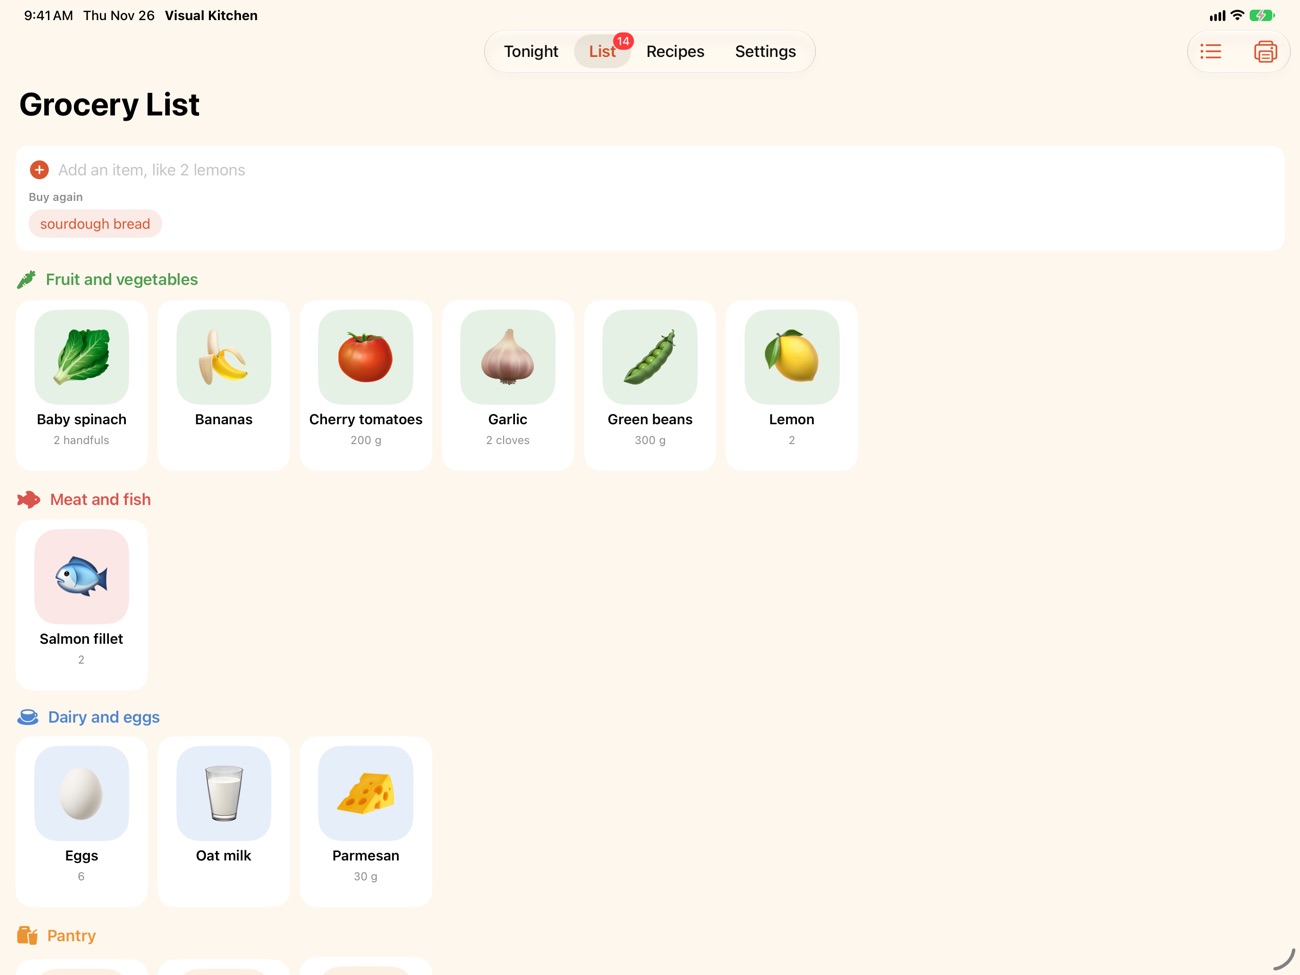 9:41 AM Thu Nov 26 Visual Kitchen
Tonight List 14 Recipes Settings
Grocery List
Add an item, like 2 lemons
Buy again
sourdough bread
Fruit and vegetables
Baby spinach
2 handfuls
Bananas
Cherry tomatoes
200 g
Garlic
2 cloves
Green beans
300 g
Lemon
2
Meat and fish
Salmon fillet
2
Dairy and eggs
Eggs
6
Oat milk
Parmesan
30 g
Pantry